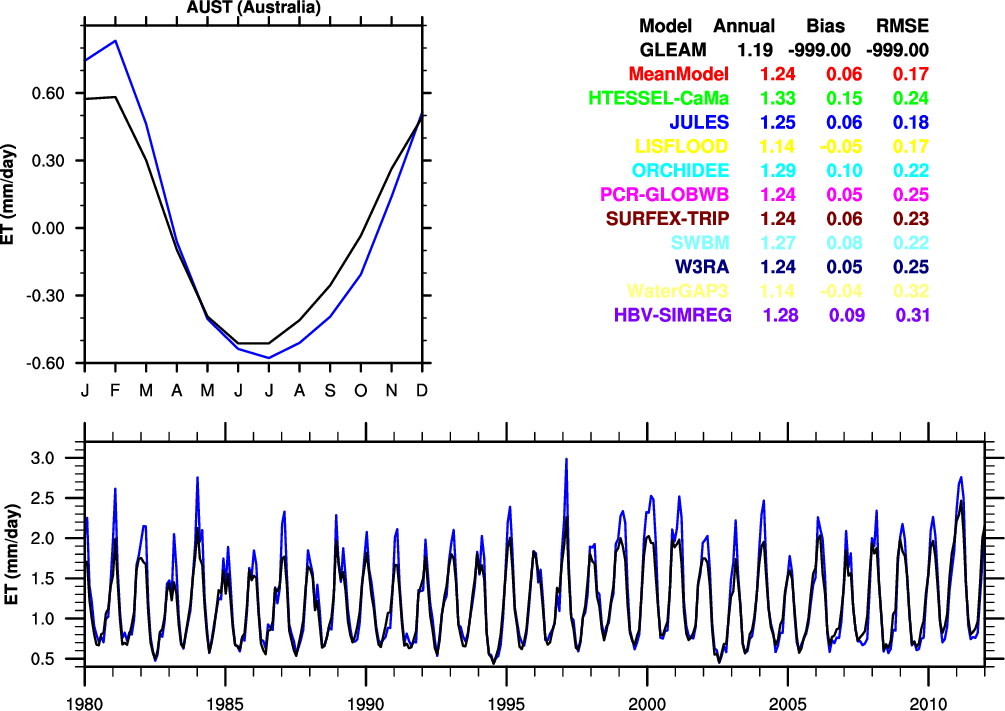 AUST (Australia)
ET (mm/day)
0.60
0.30
0.00
-0.30
-0.60
J F M A M J J A S O N D
Model Annual Bias RMSE
GLEAM 1.19 -999.00 -999.00
MeanModel 1.24 0.06 0.17
HTESSEL-CaMa 1.33 0.15 0.24
JULES 1.25 0.06 0.18
LISFLOOD 1.14 -0.05 0.17
ORCHIDEE 1.29 0.10 0.22
PCR-GLOBWB 1.24 0.05 0.25
SURFEX-TRIP 1.24 0.06 0.23
SWBM 1.27 0.08 0.22
W3RA 1.24 0.05 0.25
WaterGAP3 1.14 -0.04 0.32
HBV-SIMREG 1.28 0.09 0.31
ET (mm/day)
3.0
2.5
2.0
1.5
1.0
0.5
1980 1985 1990 1995 2000 2005 2010